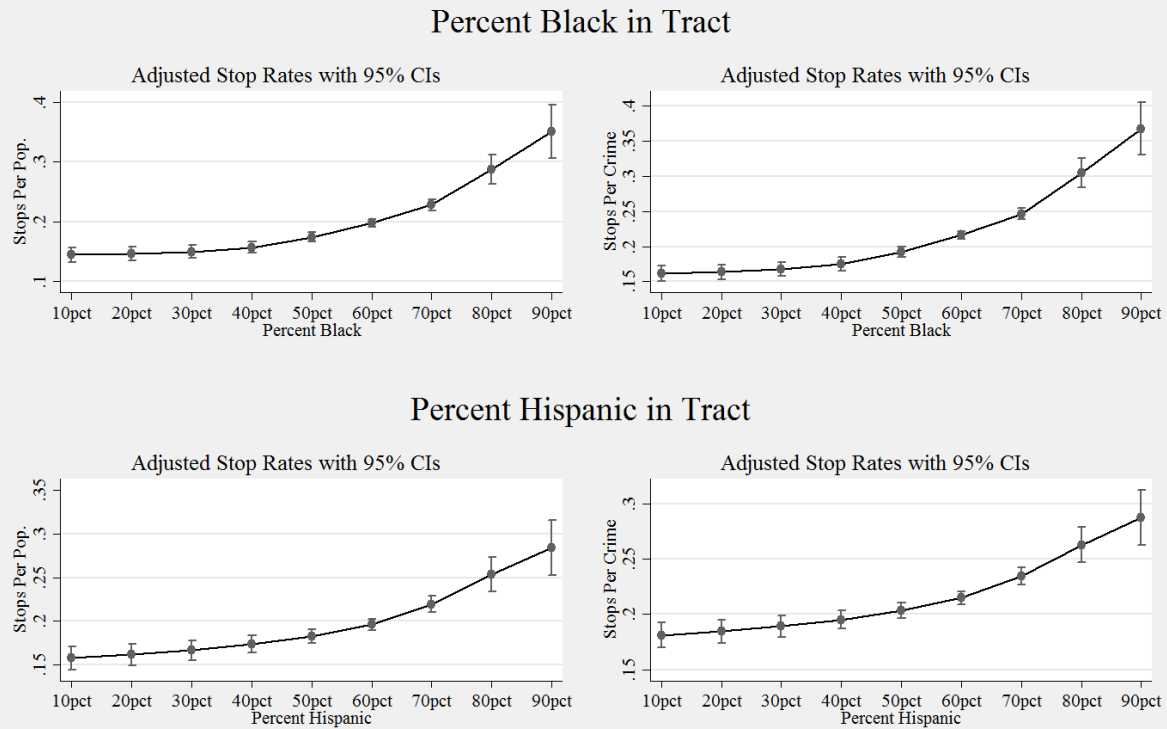 Percent Black in Tract
Adjusted Stop Rates with 95% CIs
Stops Per Pop.
.4
.3
.2
.1
10pct 20pct 30pct 40pct 50pct 60pct 70pct 80pct 90pct
Percent Black
Adjusted Stop Rates with 95% CIs
Stops Per Crime
.4
.35
.3
.25
.2
.15
10pct 20pct 30pct 40pct 50pct 60pct 70pct 80pct 90pct
Percent Black
Percent Hispanic in Tract
Adjusted Stop Rates with 95% CIs
Stops Per Pop.
.35
.3
.25
.2
.15
10pct 20pct 30pct 40pct 50pct 60pct 70pct 80pct 90pct
Percent Hispanic
Adjusted Stop Rates with 95% CIs
Stops Per Crime
.3
.25
.2
.15
10pct 20pct 30pct 40pct 50pct 60pct 70pct 80pct 90pct
Percent Hispanic